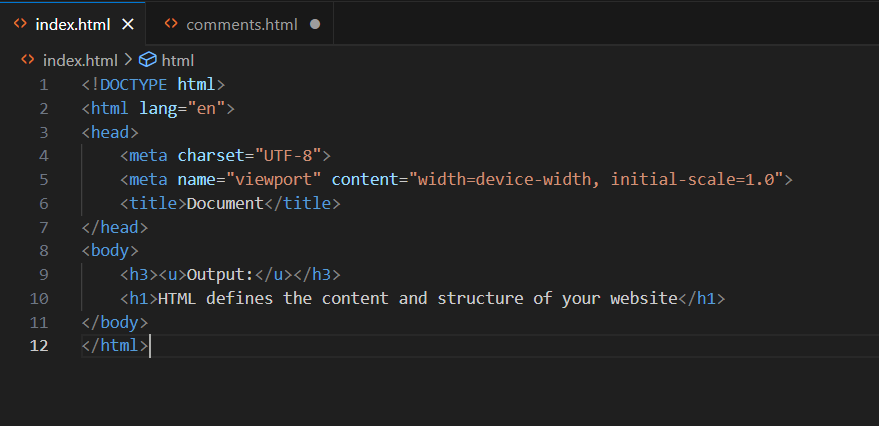 index.html comments.html
index.html > html
1 <!DOCTYPE html>
2 <html lang="en">
3 <head>
4     <meta charset="UTF-8">
5     <meta name="viewport" content="width=device-width, initial-scale=1.0">
6     <title>Document</title>
7 </head>
8 <body>
9     <h3><u>Output:</u></h3>
10     <h1>HTML defines the content and structure of your website</h1>
11 </body>
12 </html>